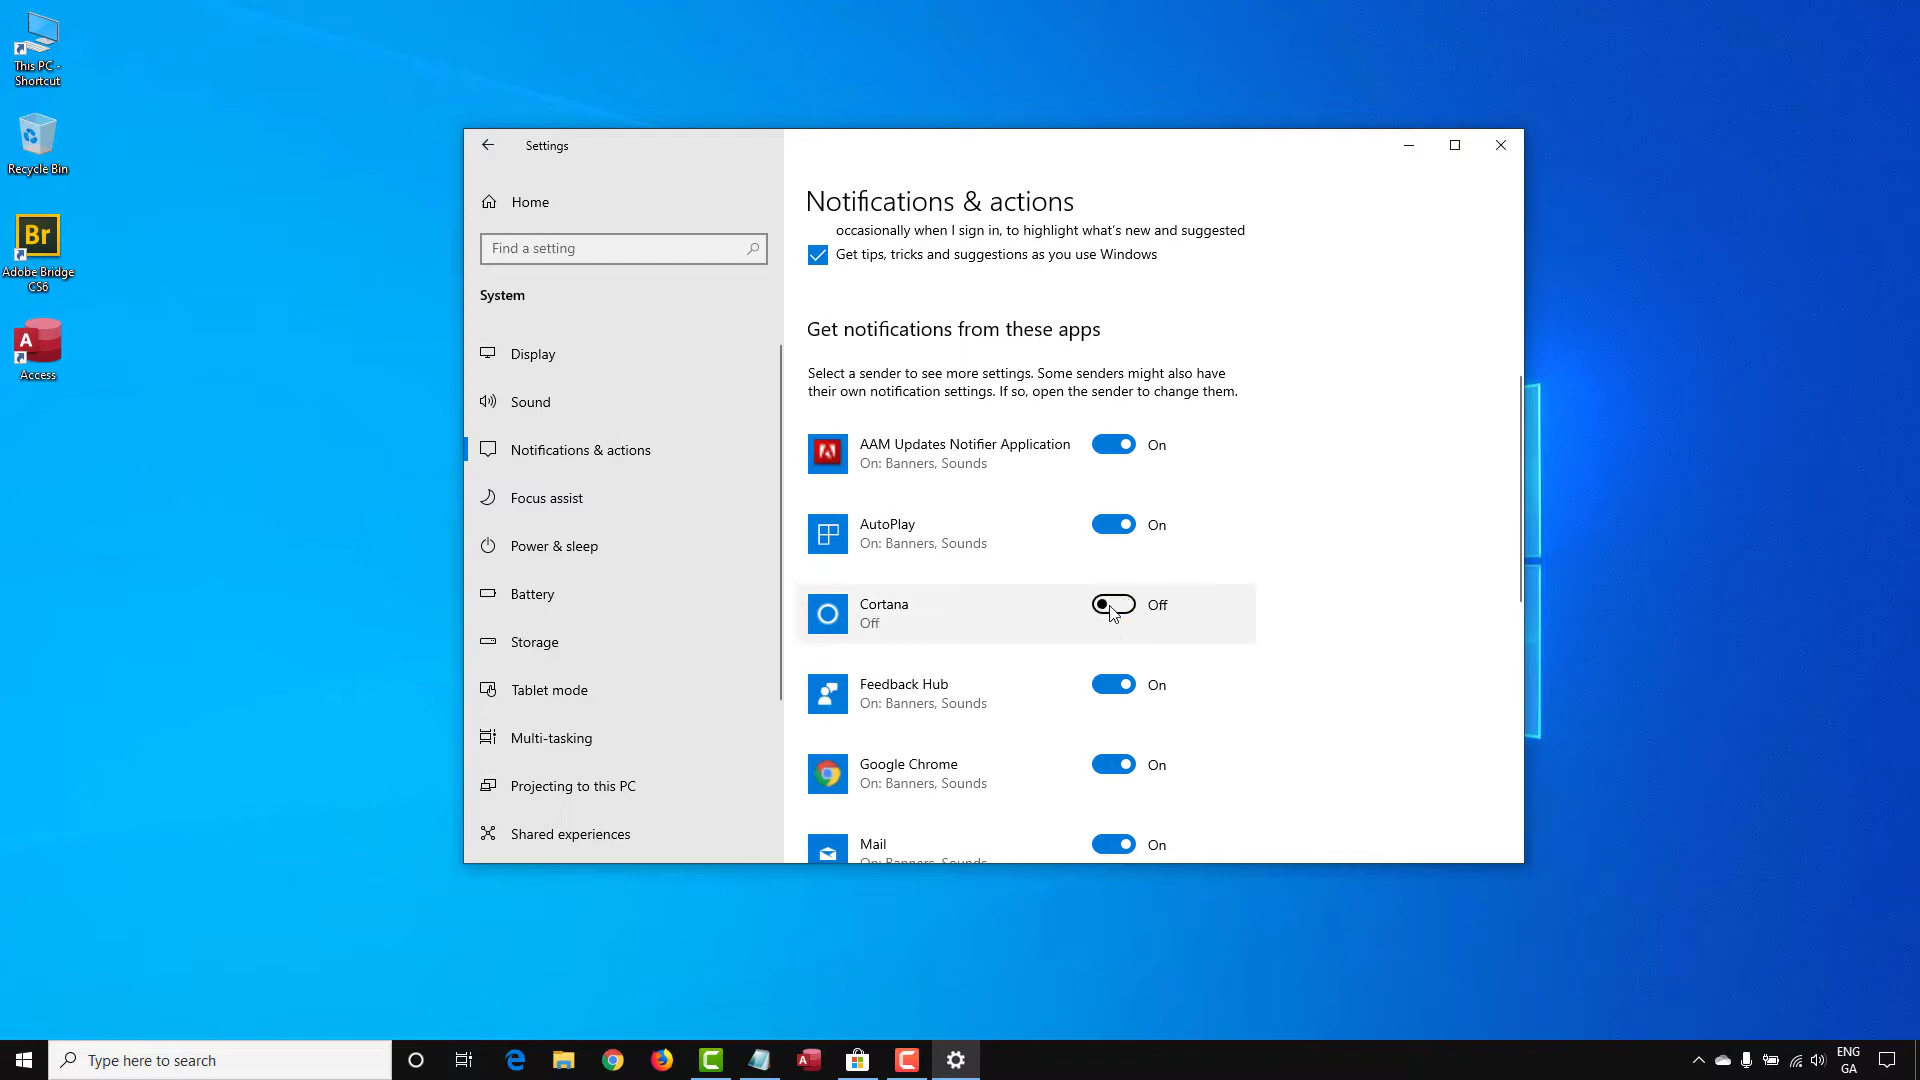 This PC -
Shortcut
Recycle Bin
Br
Adobe Bridge
CS6
A
Access
Settings
Home
Find a setting
System
Display
Sound
Notifications & actions
Focus assist
Power & sleep
Battery
Storage
Tablet mode
Multi-tasking
Projecting to this PC
Shared experiences
Notifications & actions
occasionally when I sign in, to highlight what's new and suggested
Get tips, tricks and suggestions as you use Windows
Get notifications from these apps
Select a sender to see more settings. Some senders might also have
their own notification settings. If so, open the sender to change them.
AAM Updates Notifier Application
On: Banners, Sounds
On
AutoPlay
On: Banners, Sounds
On
Cortana
Off
Off
Feedback Hub
On: Banners, Sounds
On
Google Chrome
On: Banners, Sounds
On
Mail
On: Banners, Sounds
On
Type here to search
ENG
GA